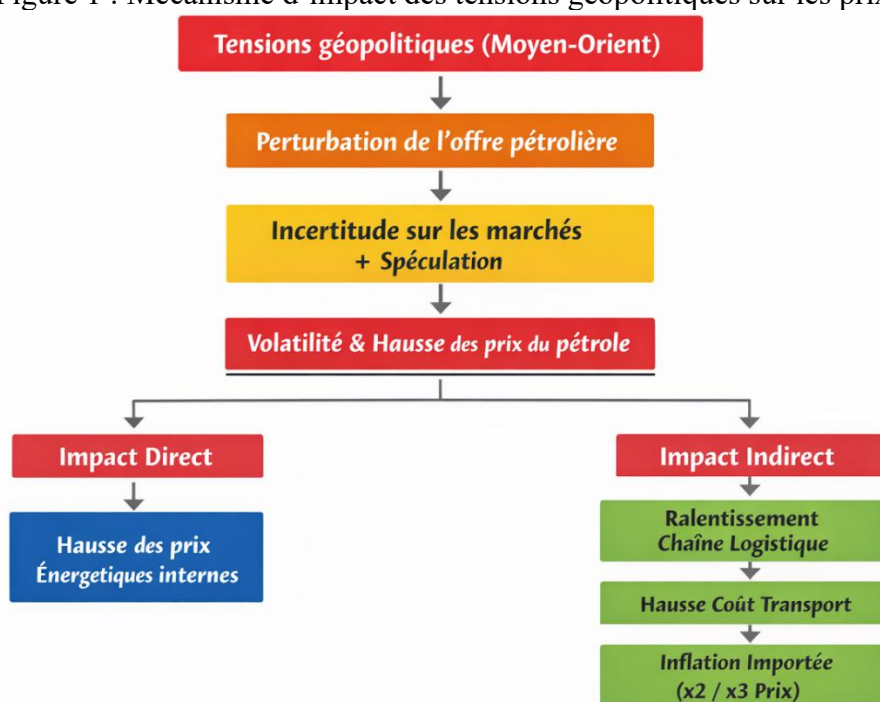 Figure 1 : Mécanisme d'impact des tensions géopolitiques sur les prix
Tensions géopolitiques (Moyen-Orient)
Perturbation de l'offre pétrolière
Incertitude sur les marchés
+ Spéculation
Volatilité & Hausse des prix du pétrole
Impact Direct
Hausse des prix
Énergetiques internes
Impact Indirect
Ralentissement
Chaîne Logistique
Hausse Coût Transport
Inflation Importée
(x2 / x3 Prix)